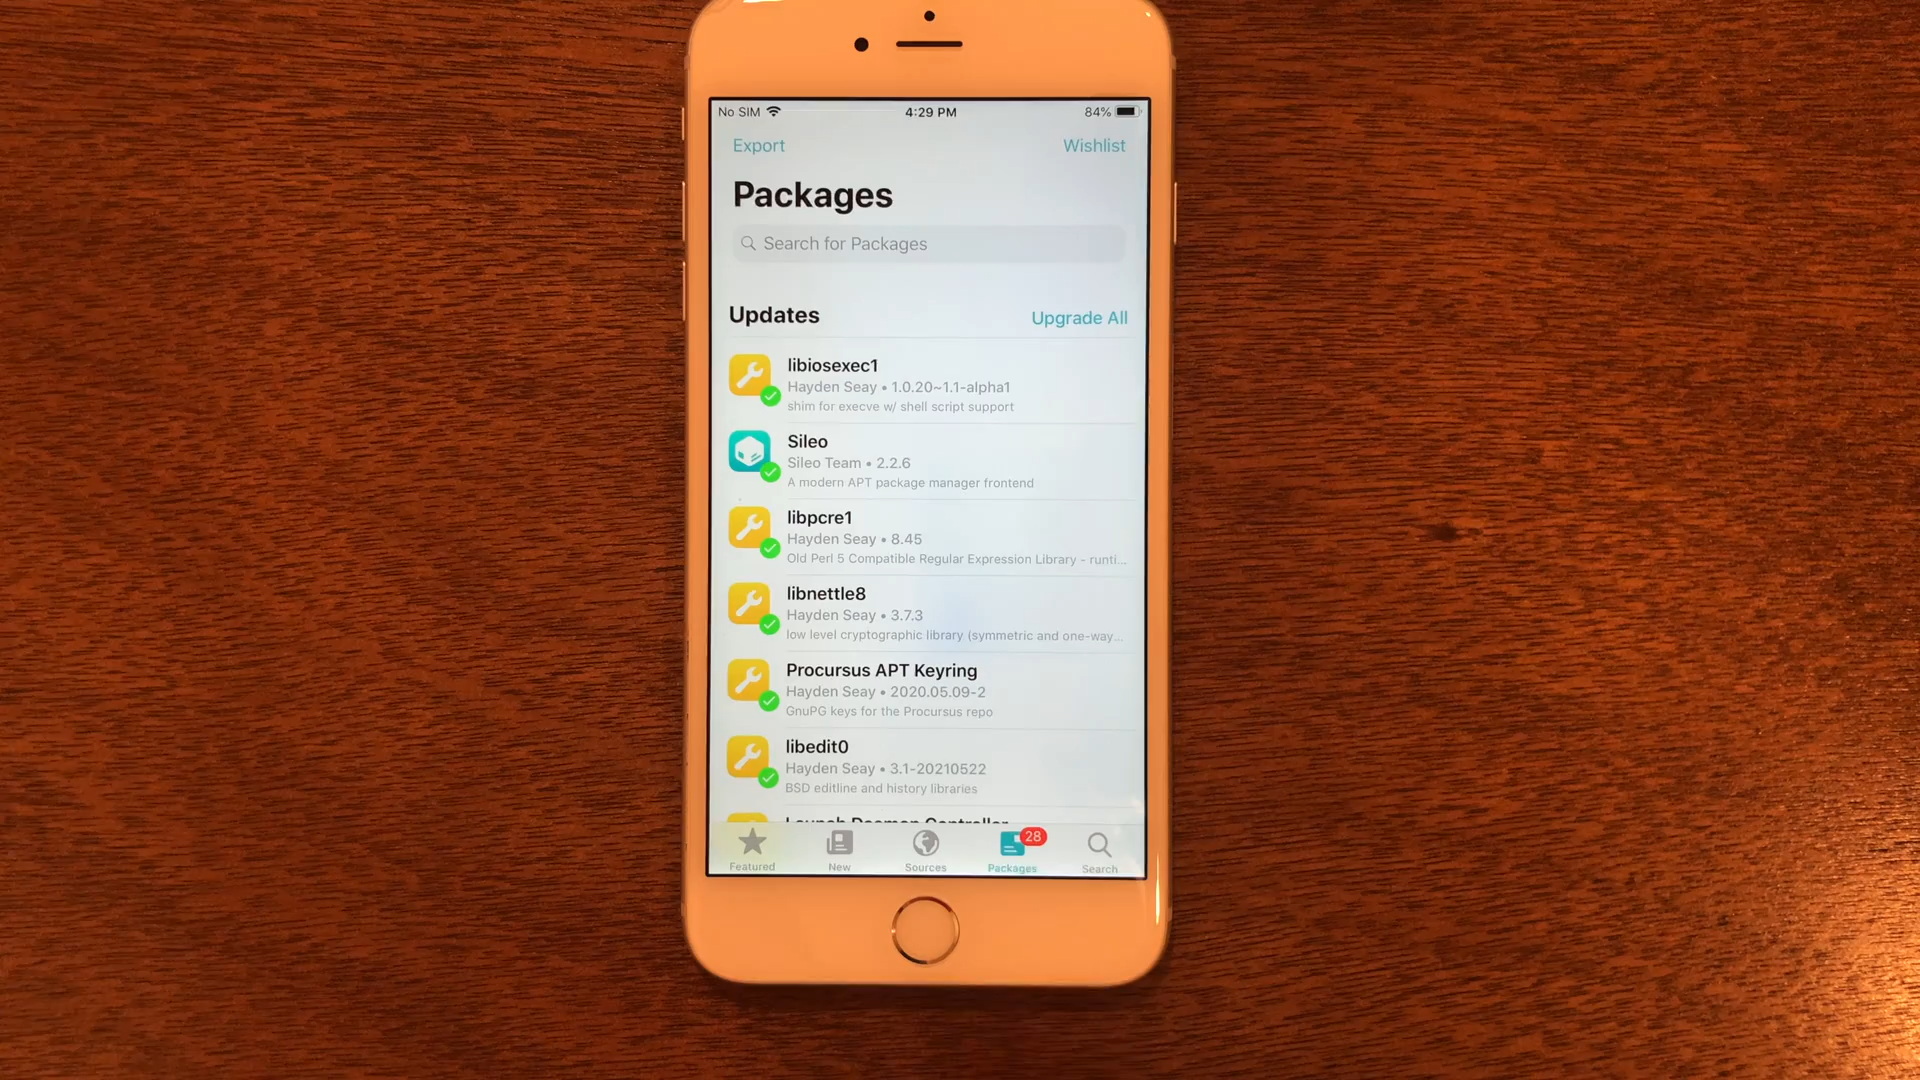 No SIM 4:29 PM 84%
Export Wishlist
Packages
Search for Packages
Updates Upgrade All
libiosexec1
Hayden Seay • 1.0.20~1.1-alpha1
shim for execve w/ shell script support
Sileo
Sileo Team • 2.2.6
A modern APT package manager frontend
libpcre1
Hayden Seay • 8.45
Old Perl 5 Compatible Regular Expression Library - runti...
libnettle8
Hayden Seay • 3.7.3
low level cryptographic library (symmetric and one-way...
Procursus APT Keyring
Hayden Seay • 2020.05.09-2
GnuPG keys for the Procursus repo
libedit0
Hayden Seay • 3.1-20210522
BSD editline and history libraries
Launch Daemon Controller
28
Featured New Sources Packages Search